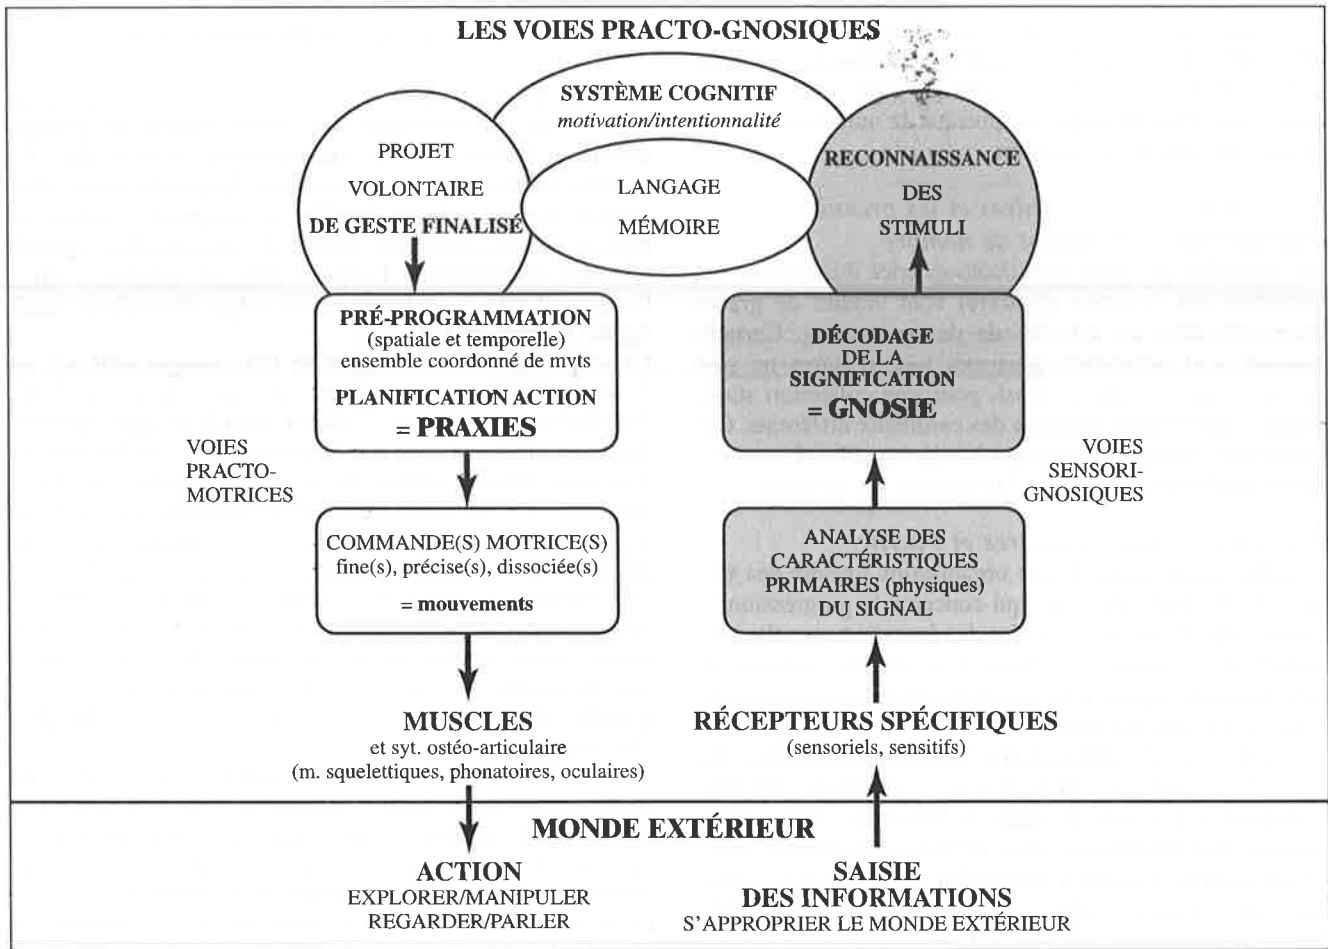 LES VOIES PRACTO-GNOSIQUES
SYSTÈME COGNITIF
motivation/intentionnalité
LANGAGE
MÉMOIRE
PROJET
VOLONTAIRE
DE GESTE FINALISÉ
PRÉ-PROGRAMMATION
(spatiale et temporelle)
ensemble coordonné de mvts
PLANIFICATION ACTION
= PRAXIES
VOIES
PRACTO-
MOTRICES
COMMANDE(S) MOTRICE(S)
fine(s), précise(s), dissociée(s)
= mouvements
MUSCLES
et syt. ostéo-articulaire
(m. squelettiques, phonatoires, oculaires)
RECONNAISSANCE
DES
STIMULI
DÉCODAGE
DE LA
SIGNIFICATION
= GNOSIE
VOIES
SENSORI-
GNOSIQUES
ANALYSE DES
CARACTÉRISTIQUES
PRIMAIRES (physiques)
DU SIGNAL
RÉCEPTEURS SPÉCIFIQUES
(sensoriels, sensitifs)
MONDE EXTÉRIEUR
ACTION
EXPLORER/MANIPULER
REGARDER/PARLER
SAISIE
DES INFORMATIONS
S'APPROPRIER LE MONDE EXTÉRIEUR